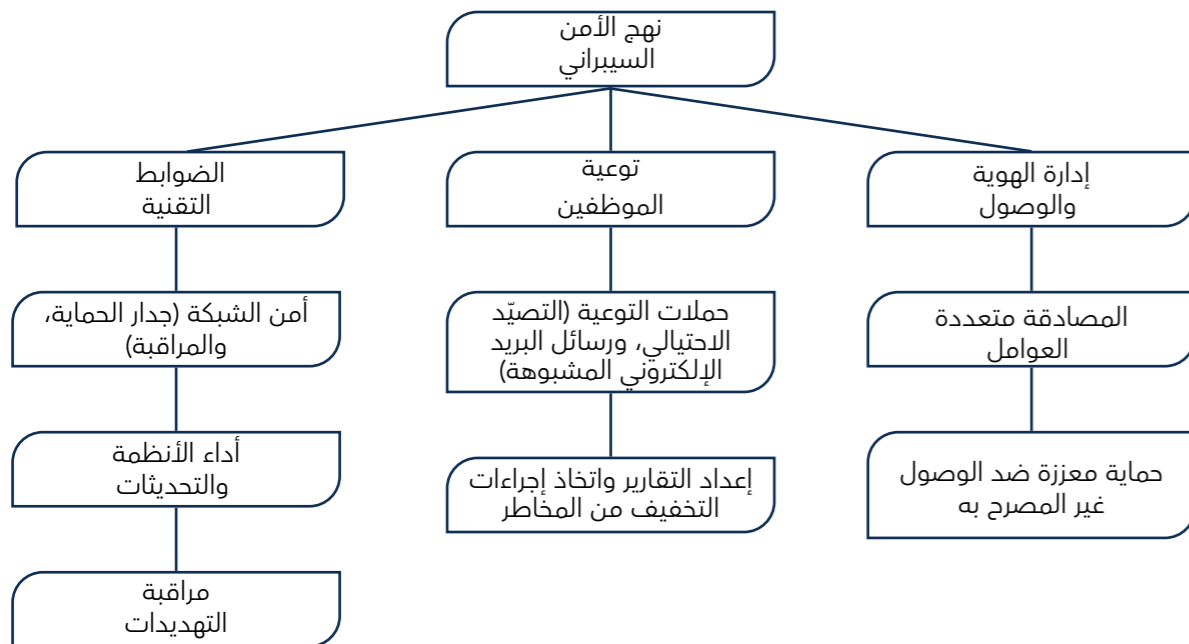 نهج الأمن
السيبراني
إدارة الهوية
والوصول
توعية
الموظفين
الضوابط
التقنية
المصادقة متعددة
العوامل
حملات التوعية (التصيّد
الاحتيالي، ورسائل البريد
الإلكتروني المشبوهة)
أمن الشبكة (جدار الحماية،
والمراقبة)
حماية معززة ضد الوصول
غير المصرح به
إعداد التقارير واتخاذ إجراءات
التخفيف من المخاطر
أداء الأنظمة
والتحديثات
مراقبة
التهديدات